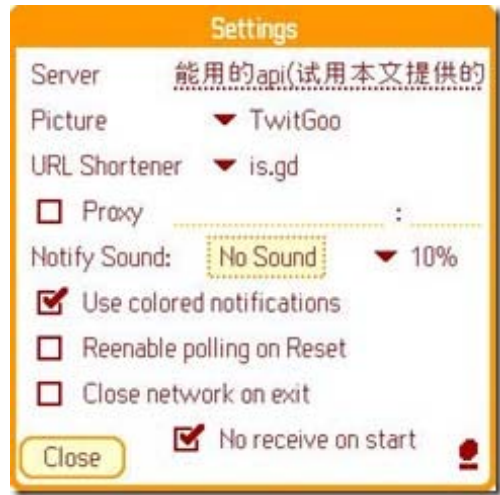 Settings
Server 能用的api(试用本文提供的
Picture TwitGoo
URL Shortener is.gd
Proxy :
Notify Sound: No Sound 10%
Use colored notifications
Reenable polling on Reset
Close network on exit
No receive on start
Close